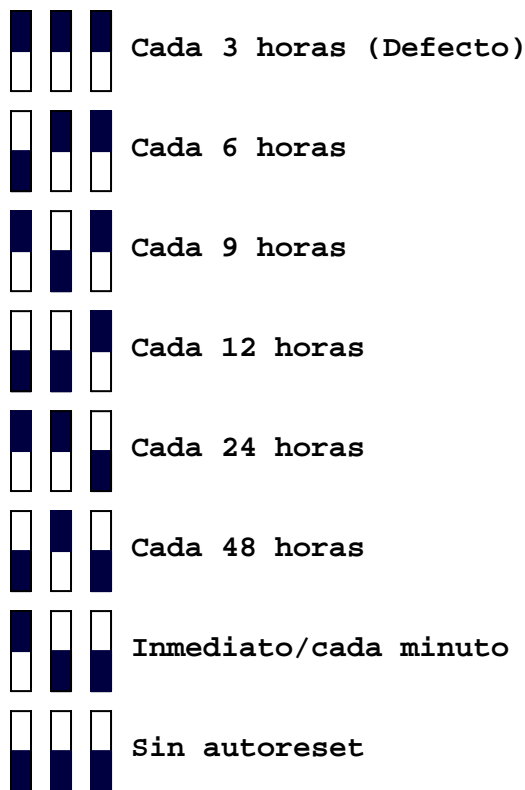 Cada 3 horas (Defecto)
Cada 6 horas
Cada 9 horas
Cada 12 horas
Cada 24 horas
Cada 48 horas
Inmediato/cada minuto
Sin autoreset